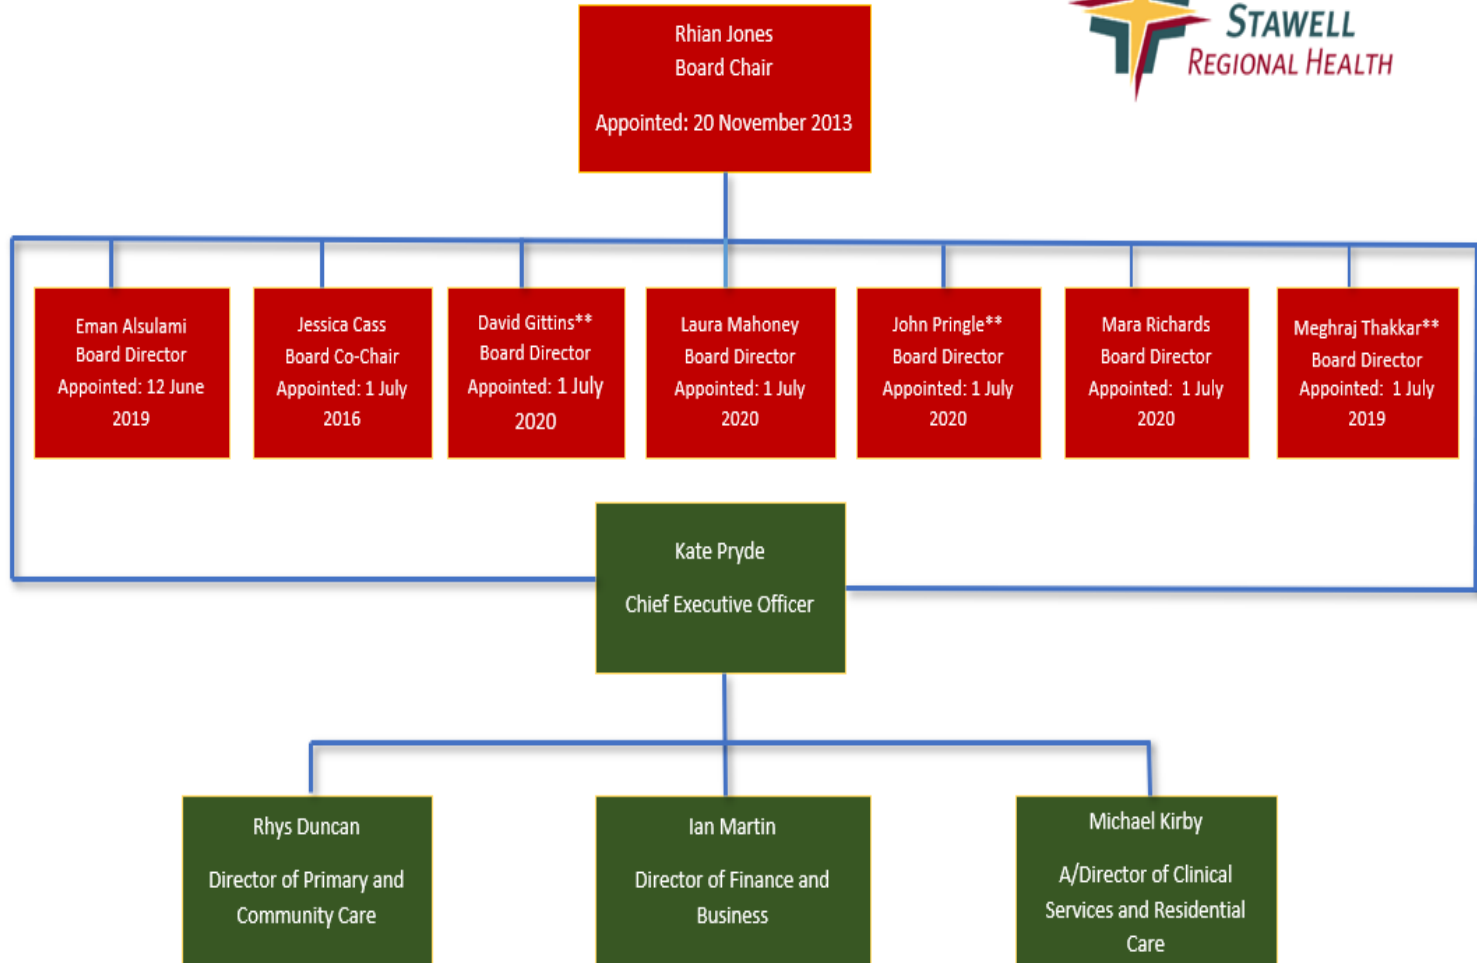 Rhian Jones
Board Chair
Appointed: 20 November 2013
STAWELL
REGIONAL HEALTH
Eman Alsulami
Board Director
Appointed: 12 June
2019
Jessica Cass
Board Co-Chair
Appointed: 1 July
2016
David Gittins**
Board Director
Appointed: 1 July
2020
Laura Mahoney
Board Director
Appointed: 1 July
2020
John Pringle**
Board Director
Appointed: 1 July
2020
Mara Richards
Board Director
Appointed: 1 July
2020
Meghraj Thakkar**
Board Director
Appointed: 1 July
2019
Kate Pryde
Chief Executive Officer
Rhys Duncan
Director of Primary and
Community Care
Ian Martin
Director of Finance and
Business
Michael Kirby
A/Director of Clinical
Services and Residential
Care